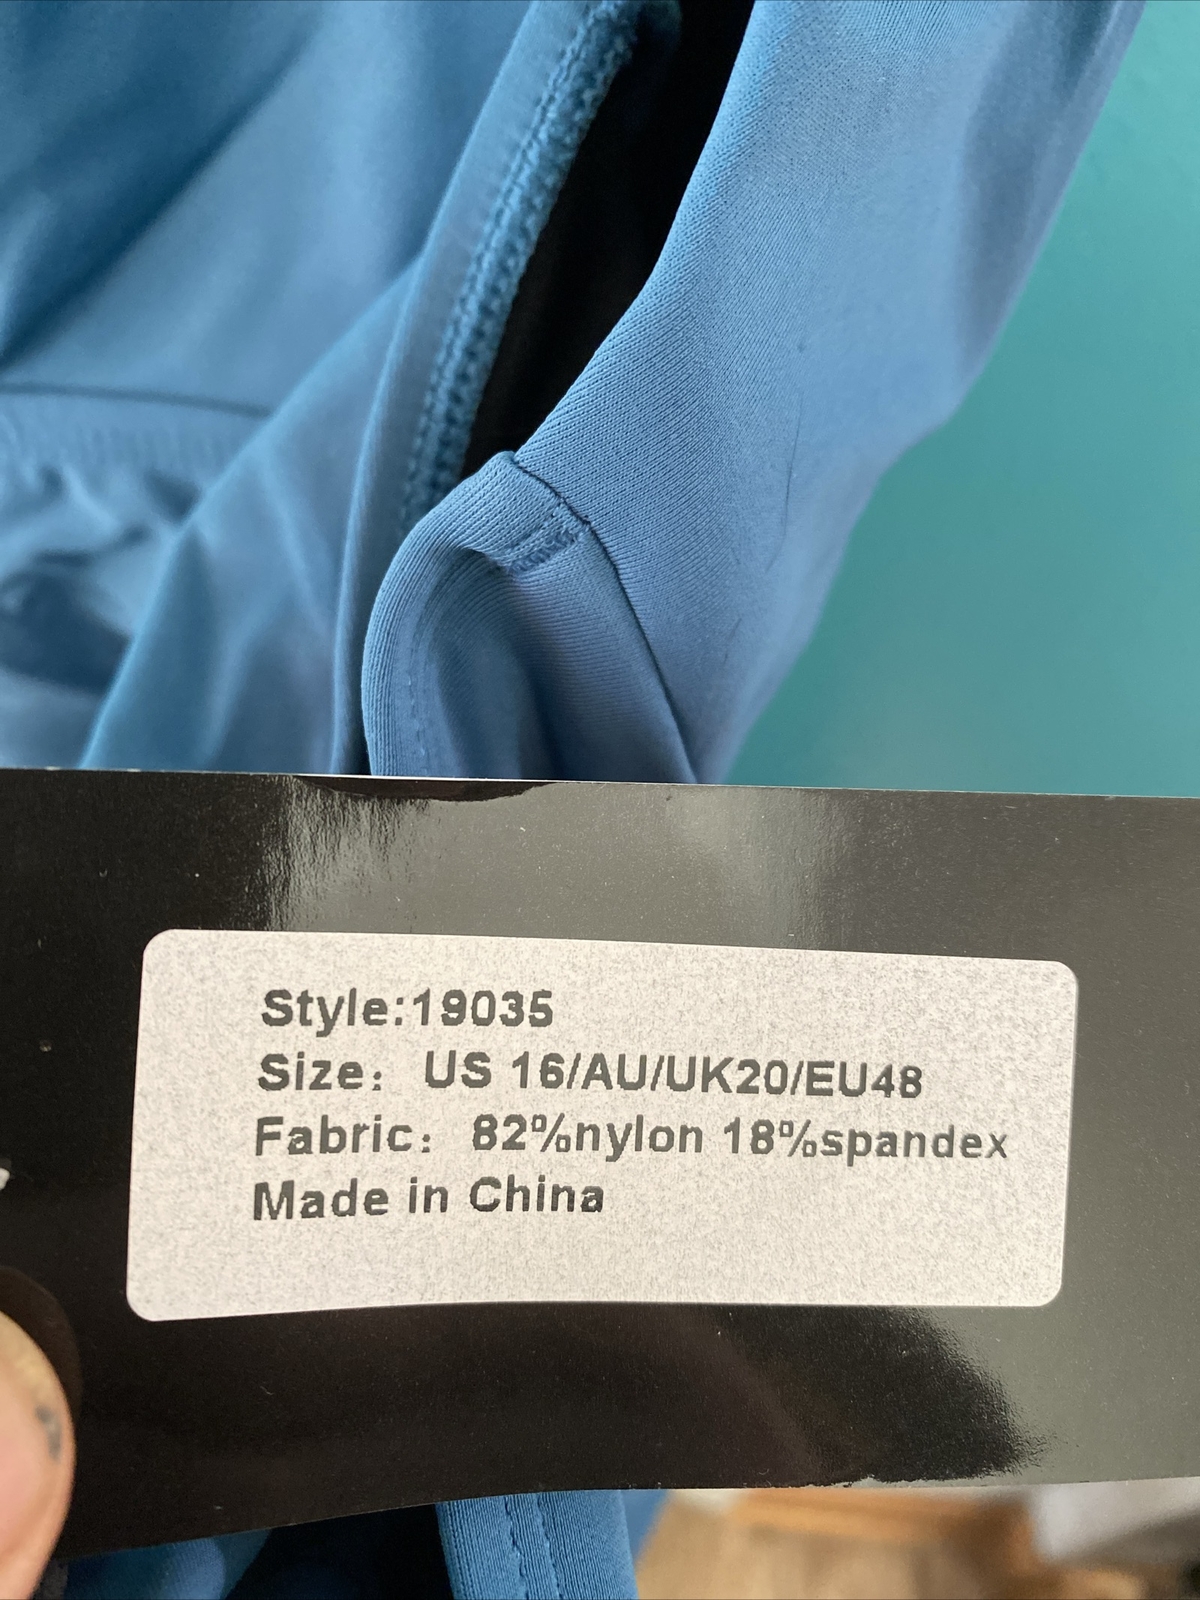 Style:19035
Size： US 16/AU/UK20/EU48
Fabric： 82%nylon 18%spandex
Made in China